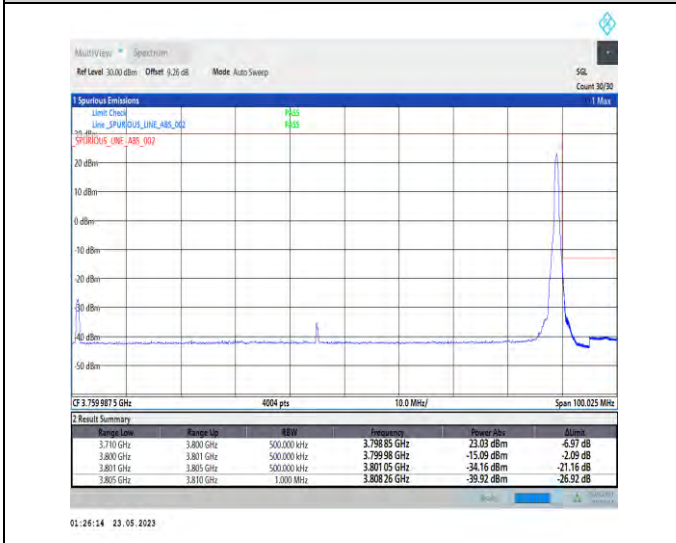 MultiView Spectrum
Ref Level 30.00 dBm Offset 9.26 dB Mode Auto Sweep SGL
Count 30/30
1 Spurious Emissions 1 Max
Limit Check PASS
Line _SPURIOUS_LINE_ABS_002 PASS
_SPURIOUS_LINE_ABS_002
20 dBm
10 dBm
0 dBm
-10 dBm
-20 dBm
-30 dBm
-40 dBm
-50 dBm
CF 3.759 987 5 GHz 4004 pts 10.0 MHz/ Span 100.025 MHz
2 Result Summary
Range Low Range Up RBW Frequency Power Abs ΔLimit
3.710 GHz 3.800 GHz 500.000 kHz 3.798 85 GHz 23.03 dBm -6.97 dB
3.800 GHz 3.801 GHz 500.000 kHz 3.799 98 GHz -15.09 dBm -2.09 dB
3.801 GHz 3.805 GHz 500.000 kHz 3.801 05 GHz -34.16 dBm -21.16 dB
3.805 GHz 3.810 GHz 1.000 MHz 3.808 26 GHz -39.92 dBm -26.92 dB
01:26:14 23.05.2023